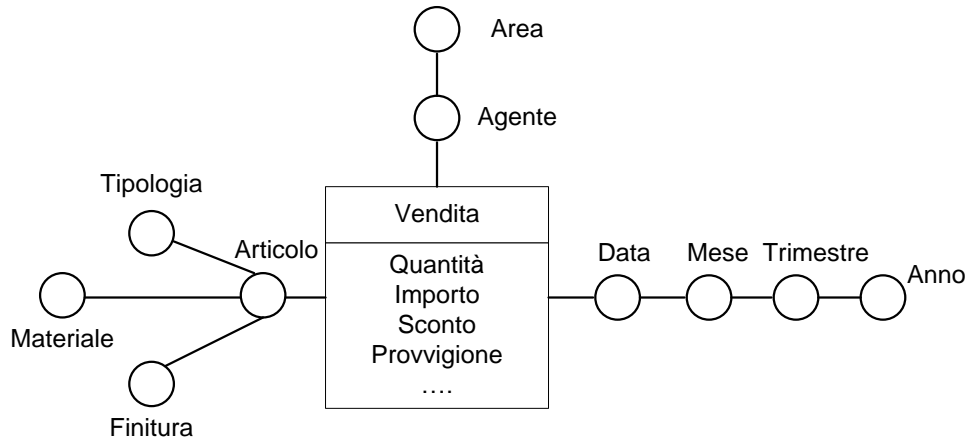 Area
Agente
Tipologia
Vendita
Articolo
Data
Mese
Trimestre
Anno
Quantità
Importo
Sconto
Provvigione
....
Materiale
Finitura